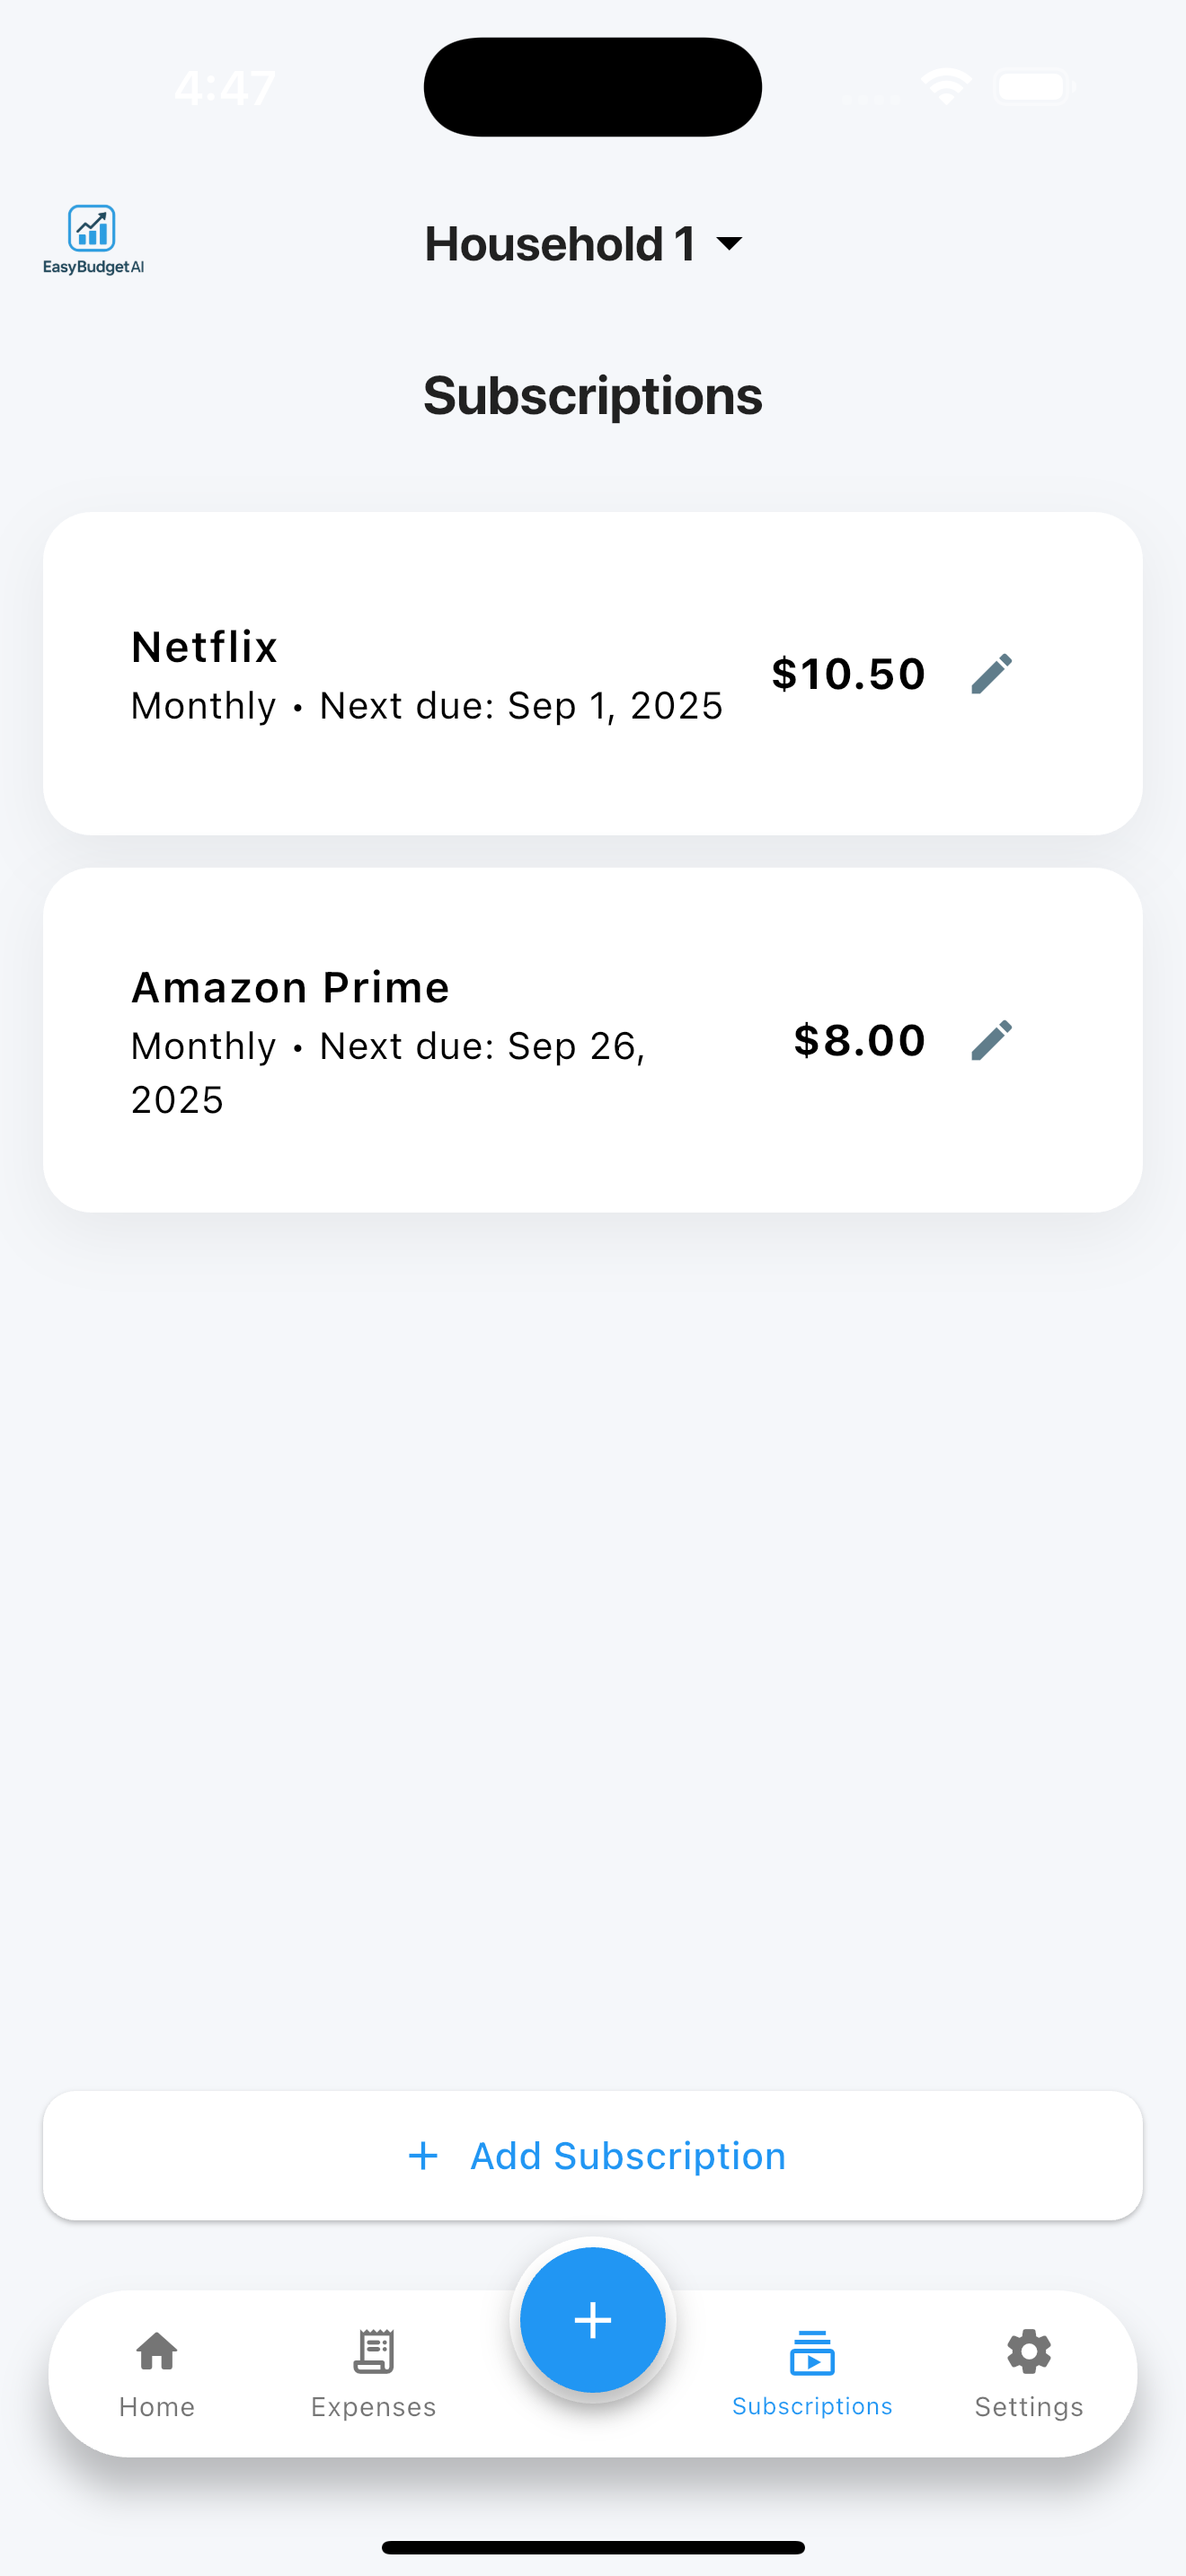 4:47
EasyBudgetAI
Household 1
Subscriptions
Netflix
$10.50
Monthly • Next due: Sep 1, 2025
Amazon Prime
Monthly • Next due: Sep 26,
$8.00
2025
+ Add Subscription
+
Home
Expenses
Subscriptions
Settings